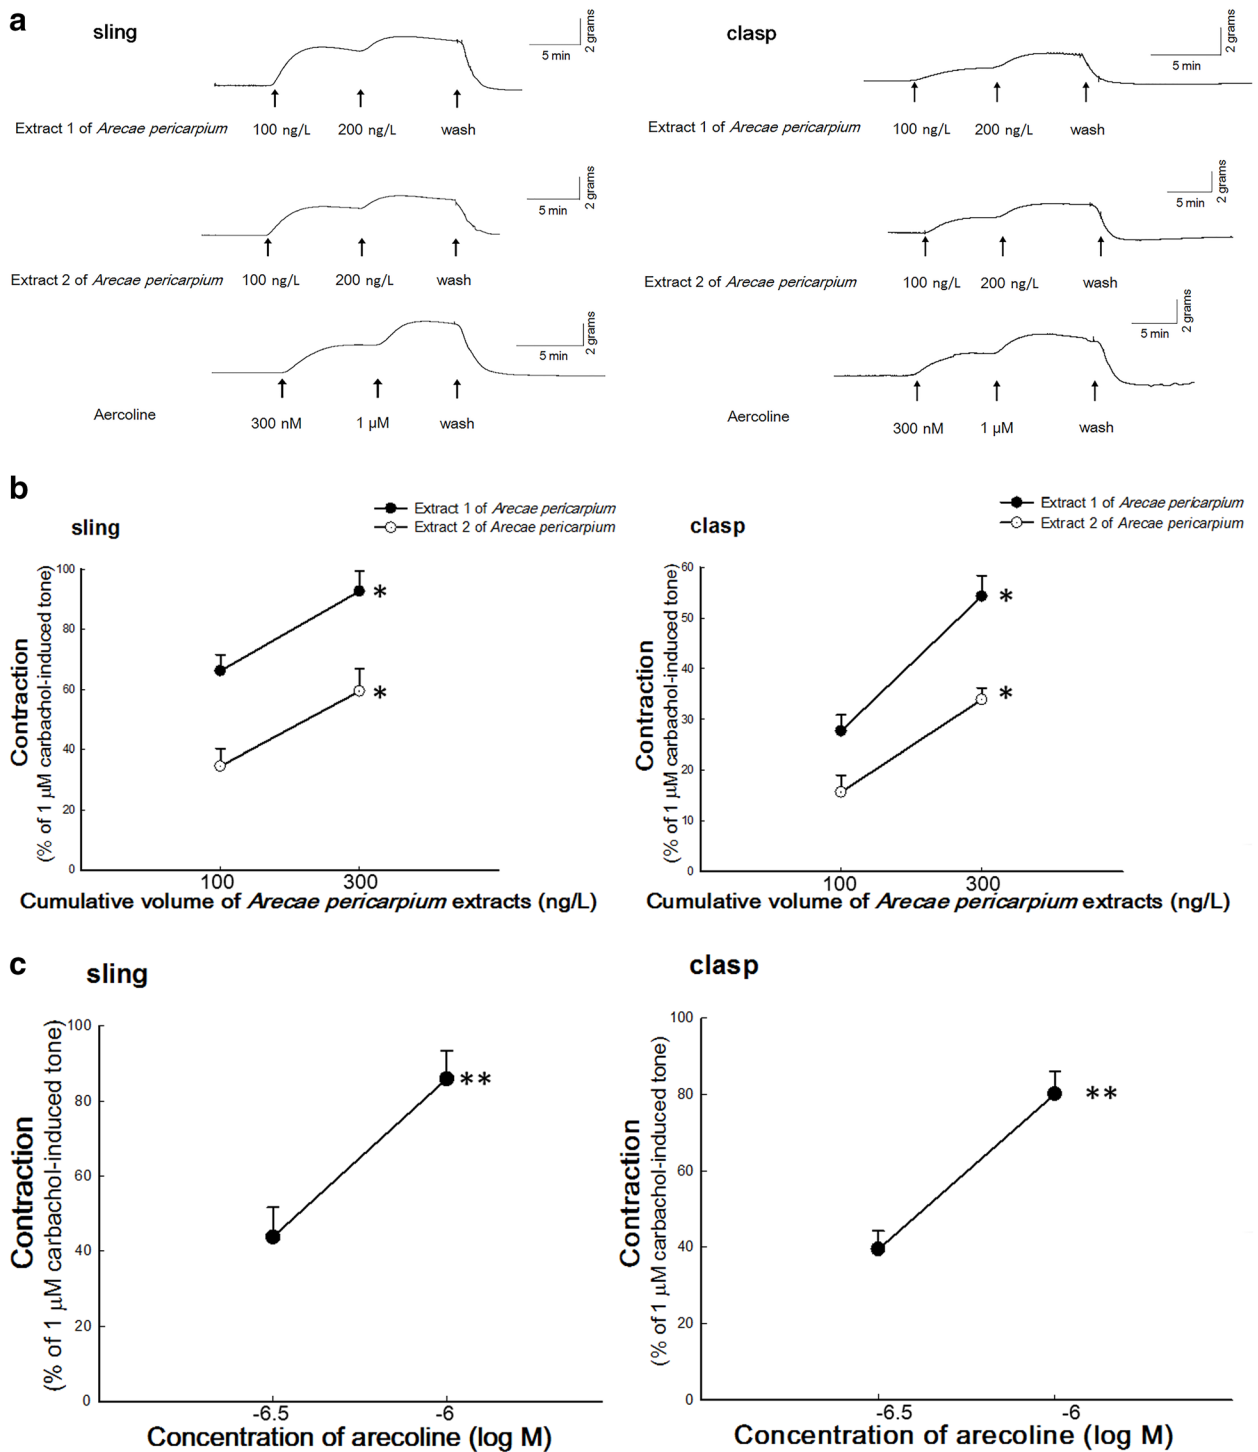 a
sling
5 min
2 grams
Extract 1 of Arecae pericarpium
100 ng/L
200 ng/L
wash
5 min
2 grams
Extract 2 of Arecae pericarpium
100 ng/L
200 ng/L
wash
5 min
2 grams
Aercoline
300 nM
1 µM
wash
clasp
5 min
2 grams
Extract 1 of Arecae pericarpium
100 ng/L
200 ng/L
wash
5 min
2 grams
Extract 2 of Arecae pericarpium
100 ng/L
200 ng/L
wash
5 min
2 grams
Aercoline
300 nM
1 µM
wash
b
sling
Extract 1 of Arecae pericarpium
Extract 2 of Arecae pericarpium
Contraction
(% of 1 µM carbachol-induced tone)
100
80
60
40
20
0
*
*
100
300
Cumulative volume of Arecae pericarpium extracts (ng/L)
clasp
Extract 1 of Arecae pericarpium
Extract 2 of Arecae pericarpium
Contraction
(% of 1 µM carbachol-induced tone)
60
50
40
30
20
10
0
*
*
100
300
Cumulative volume of Arecae pericarpium extracts (ng/L)
c
sling
Contraction
(% of 1 µM carbachol-induced tone)
100
80
60
40
20
0
**
-6.5
-6
Concentration of arecoline (log M)
clasp
Contraction
(% of 1 µM carbachol-induced tone)
100
80
60
40
20
0
**
-6.5
-6
Concentration of arecoline (log M)